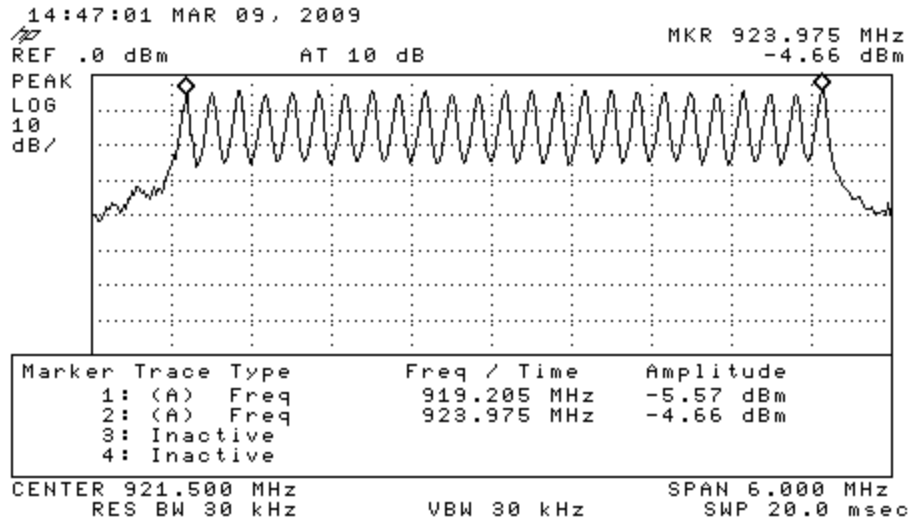 14:47:01 MAR 09, 2009
hp
MKR 923.975 MHz
REF .0 dBm AT 10 dB -4.66 dBm
PEAK
LOG
10
dB/
Marker Trace Type Freq / Time Amplitude
1: (A) Freq 919.205 MHz -5.57 dBm
2: (A) Freq 923.975 MHz -4.66 dBm
3: Inactive
4: Inactive
CENTER 921.500 MHz SPAN 6.000 MHz
RES BW 30 kHz VBW 30 kHz SWP 20.0 msec